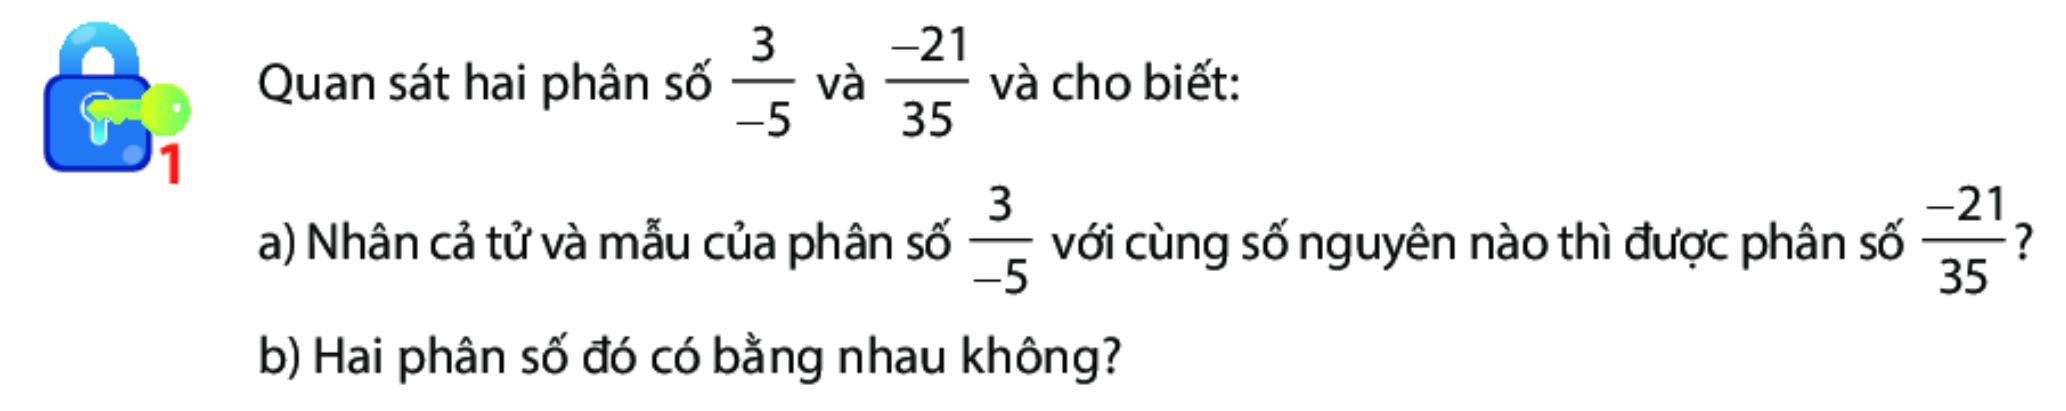 Quan sát hai phân số 3/−5 và −21/35 và cho biết:
1
a) Nhân cả tử và mẫu của phân số 3/−5 với cùng số nguyên nào thì được phân số −21/35?
b) Hai phân số đó có bằng nhau không?